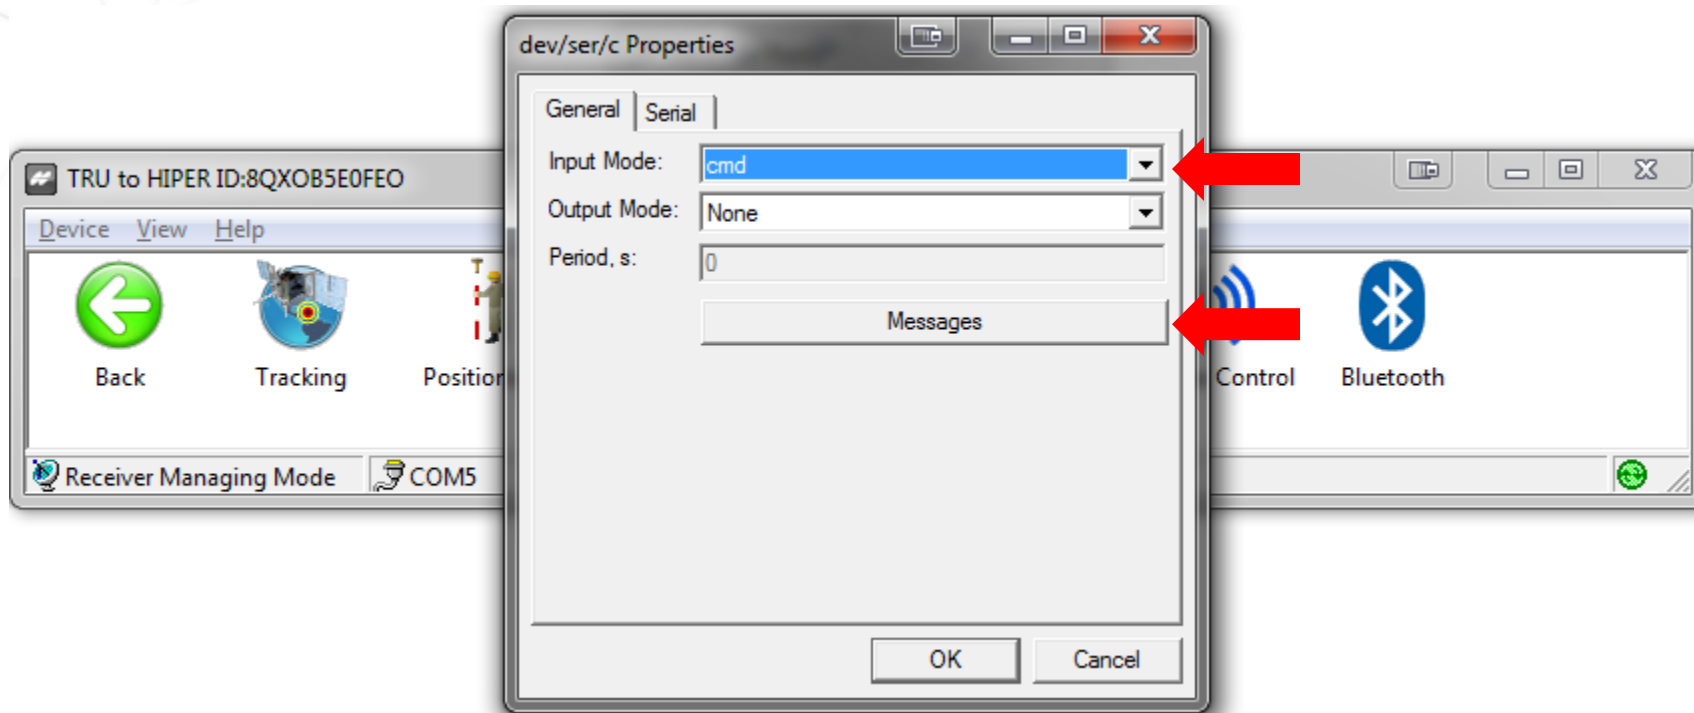 dev/ser/c Properties
General
Serial
Input Mode:
cmd
Output Mode:
None
Period, s:
0
Messages
OK
Cancel
TRU to HIPER ID:8QXOB5E0FEO
Device View Help
Back
Tracking
Position
Control
Bluetooth
Receiver Managing Mode
COM5